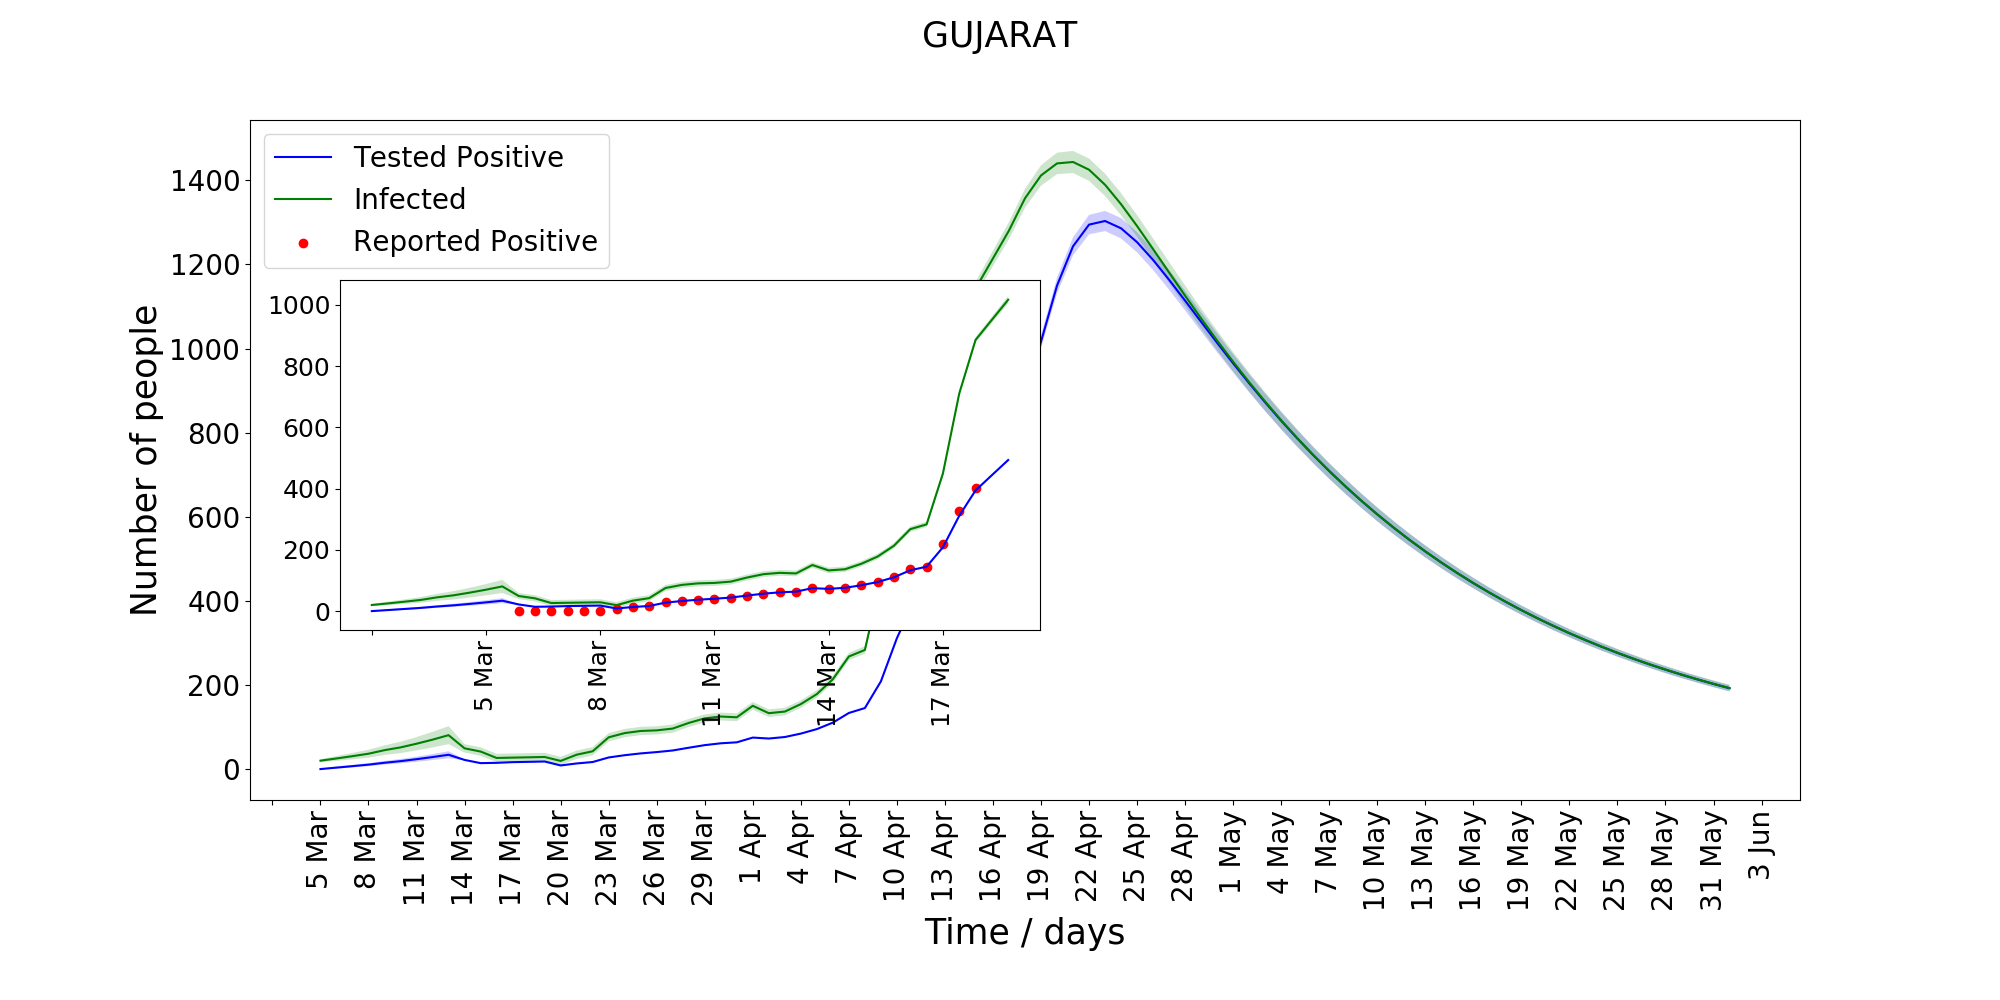 GUJARAT
Tested Positive
Infected
Reported Positive
Number of people
1400
1200
1000
800
600
400
200
0
1000
800
600
400
200
0
5 Mar
8 Mar
11 Mar
14 Mar
17 Mar
5 Mar
8 Mar
11 Mar
14 Mar
17 Mar
20 Mar
23 Mar
26 Mar
29 Mar
1 Apr
4 Apr
7 Apr
10 Apr
13 Apr
16 Apr
19 Apr
22 Apr
25 Apr
28 Apr
1 May
4 May
7 May
10 May
13 May
16 May
19 May
22 May
25 May
28 May
31 May
3 Jun
Time / days